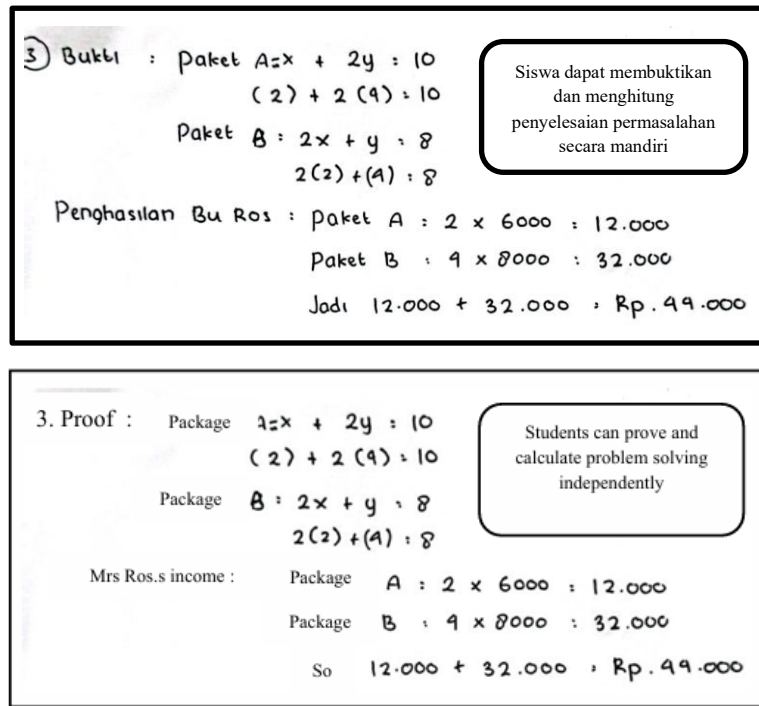 3 Bukti : Paket A=x + 2y : 10
(2) + 2 (4) : 10
Paket B : 2x + y : 8
2(2) + (4) : 8
Siswa dapat membuktikan
dan menghitung
penyelesaian permasalahan
secara mandiri
Penghasilan Bu Ros : Paket A : 2 x 6000 : 12.000
Paket B : 4 x 8000 : 32.000
Jadi 12.000 + 32.000 : Rp. 44.000
3. Proof : Package A=x + 2y : 10
(2) + 2 (4) : 10
Package B : 2x + y : 8
2(2) + (4) : 8
Students can prove and
calculate problem solving
independently
Mrs Ros.s income : Package A : 2 x 6000 : 12.000
Package B : 4 x 8000 : 32.000
So 12.000 + 32.000 : Rp. 44.000